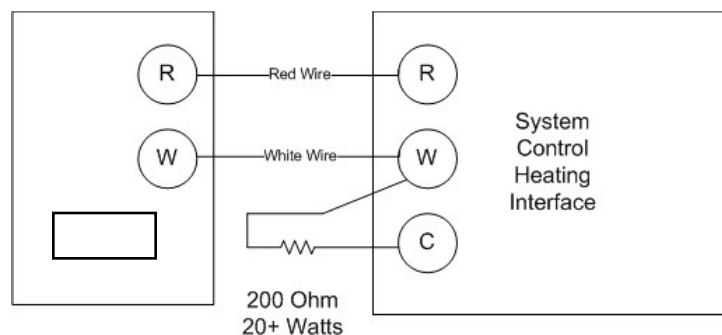 R
Red Wire
R
W
White Wire
W
System
Control
Heating
Interface
C
200 Ohm
20+ Watts